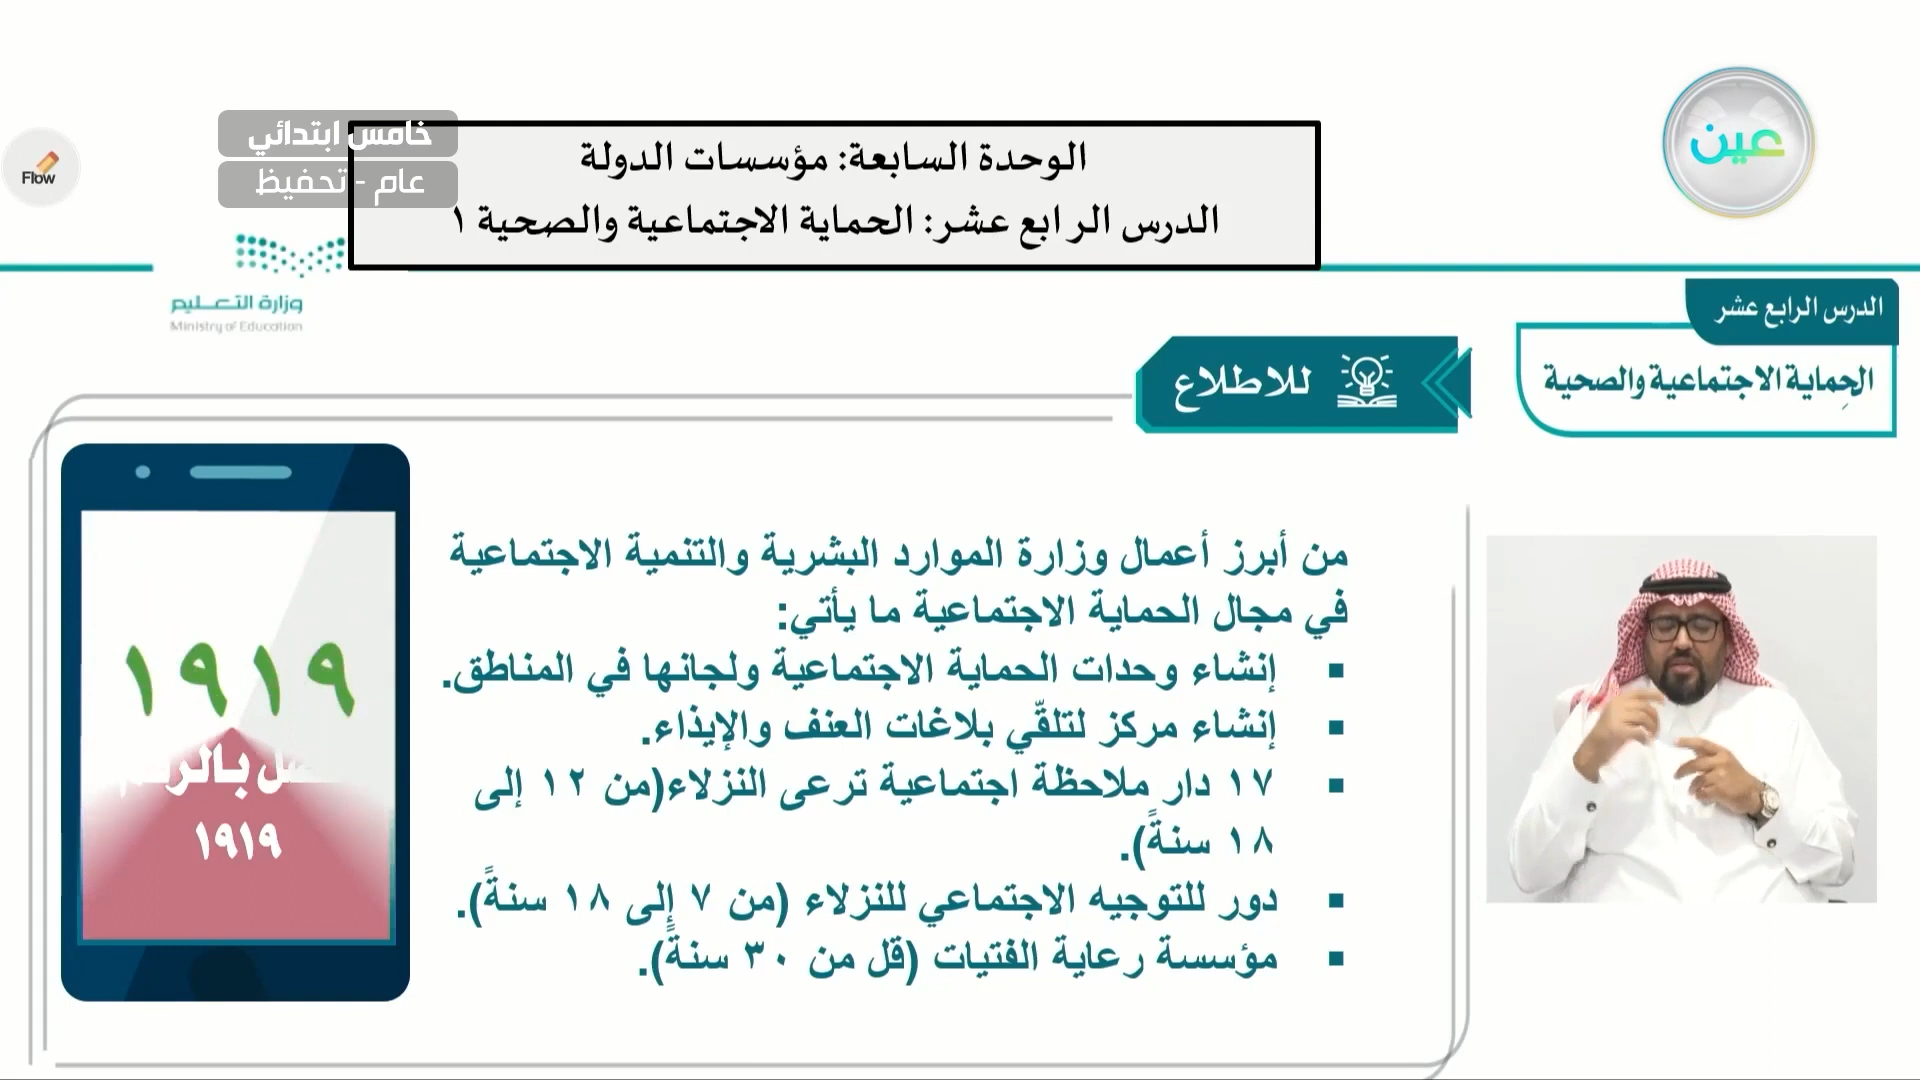 خامس ابتدائي
عام - تحفيظ
Flow
الوحدة السابعة: مؤسسات الدولة
الدرس الرابع عشر: الحماية الاجتماعية والصحية ١
عين
وزارة التعليم
Ministry of Education
الدرس الرابع عشر
الحِماية الاجتماعية والصحية
للاطلاع
من أبرز أعمال وزارة الموارد البشرية والتنمية الاجتماعية
في مجال الحماية الاجتماعية ما يأتي:
▪ إنشاء وحدات الحماية الاجتماعية ولجانها في المناطق.
▪ إنشاء مركز لتلقّي بلاغات العنف والإيذاء.
▪ ١٧ دار ملاحظة اجتماعية ترعى النزلاء(من ١٢ إلى
١٨ سنةً).
▪ دور للتوجيه الاجتماعي للنزلاء (من ٧ إلى ١٨ سنةً).
▪ مؤسسة رعاية الفتيات (قل من ٣٠ سنةً).
١٩١٩
١٩١٩